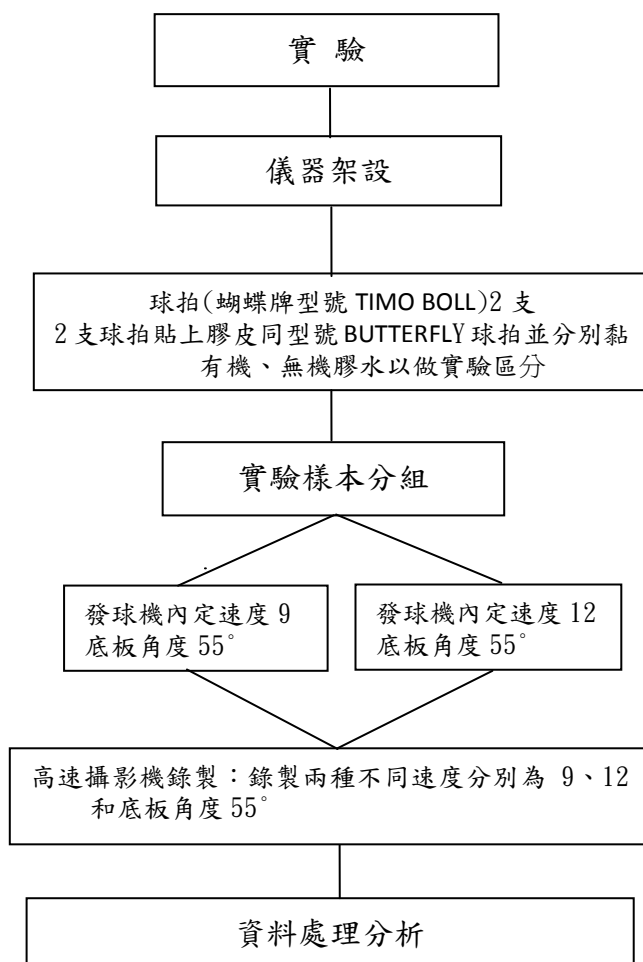 實 驗
儀器架設
球拍(蝴蝶牌型號 TIMO BOLL)2 支
2 支球拍貼上膠皮同型號 BUTTERFLY 球拍並分別黏
有機、無機膠水以做實驗區分
實驗樣本分組
發球機內定速度 9
底板角度 55°
發球機內定速度 12
底板角度 55°
高速攝影機錄製：錄製兩種不同速度分別為 9、12
和底板角度 55°
資料處理分析